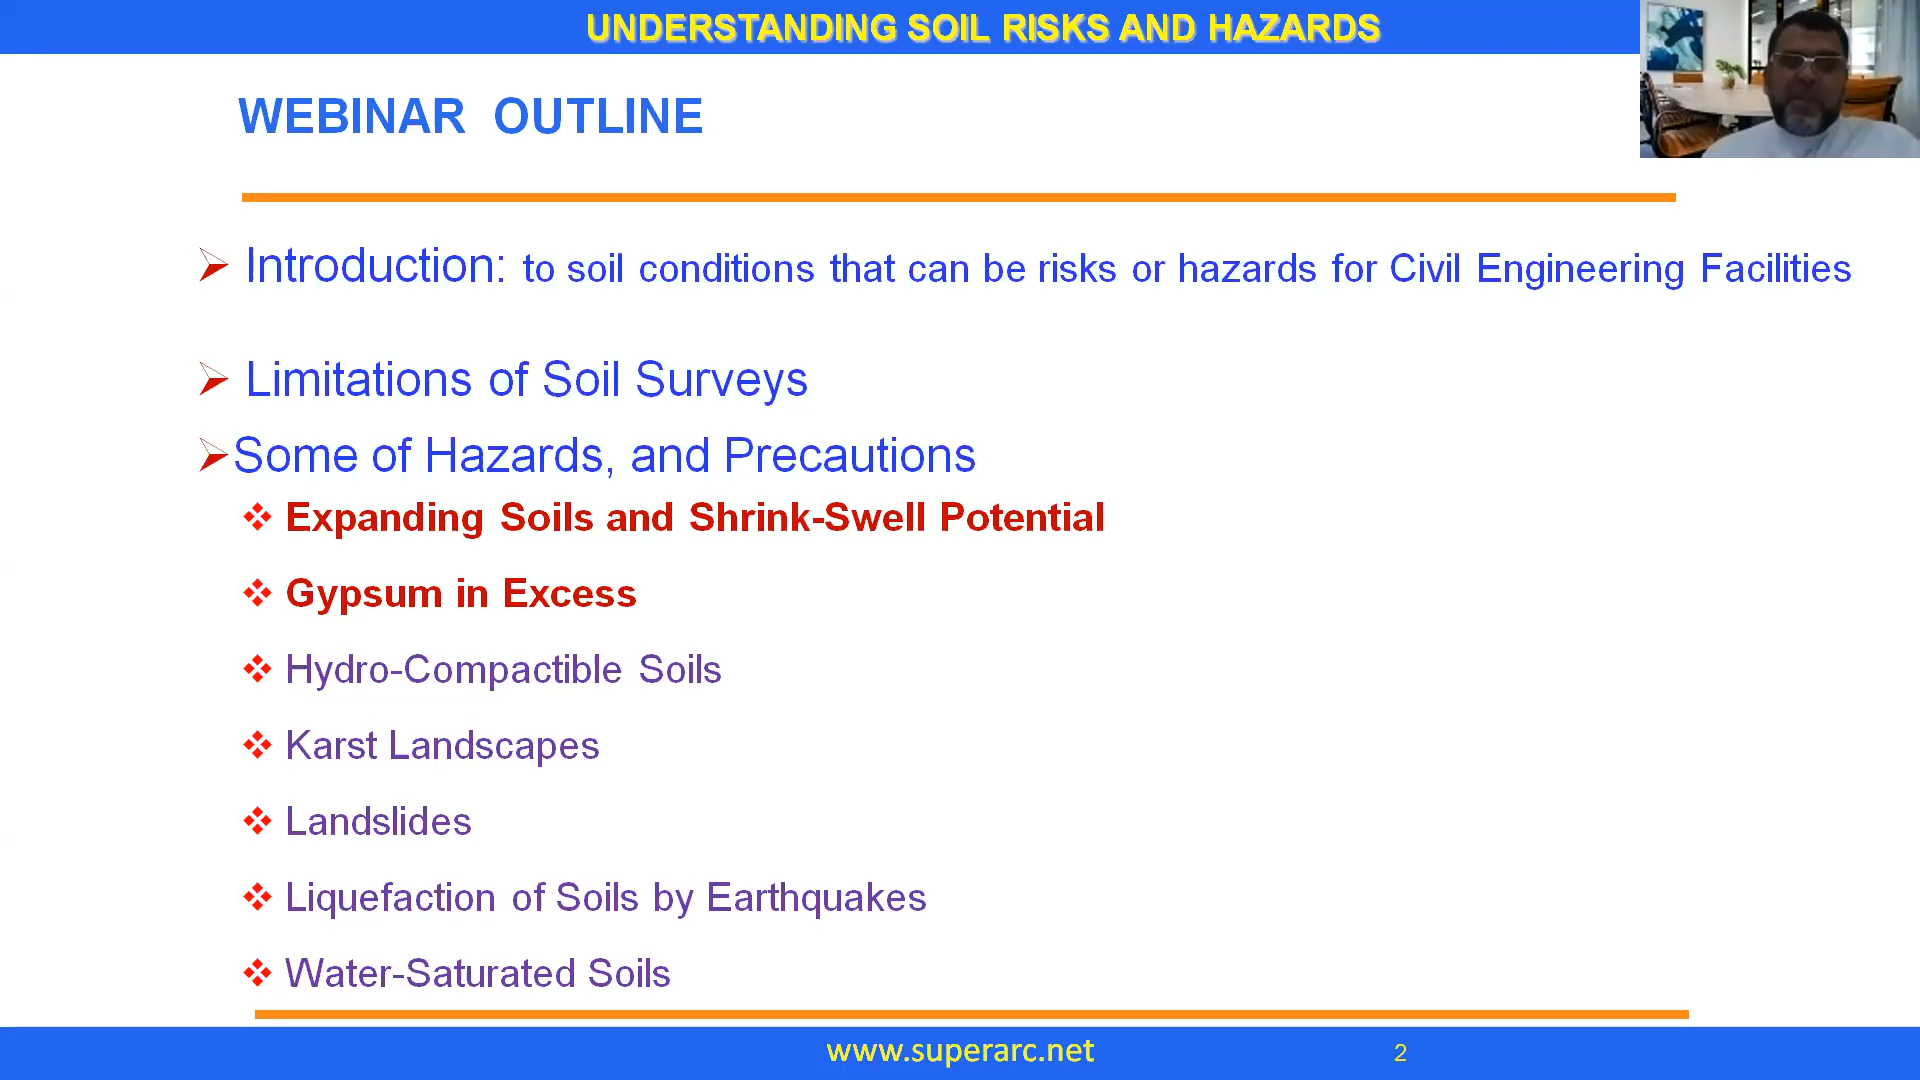 UNDERSTANDING SOIL RISKS AND HAZARDS
WEBINAR OUTLINE
Introduction: to soil conditions that can be risks or hazards for Civil Engineering Facilities
Limitations of Soil Surveys
Some of Hazards, and Precautions
Expanding Soils and Shrink-Swell Potential
Gypsum in Excess
Hydro-Compactible Soils
Karst Landscapes
Landslides
Liquefaction of Soils by Earthquakes
Water-Saturated Soils
www.superarc.net
2